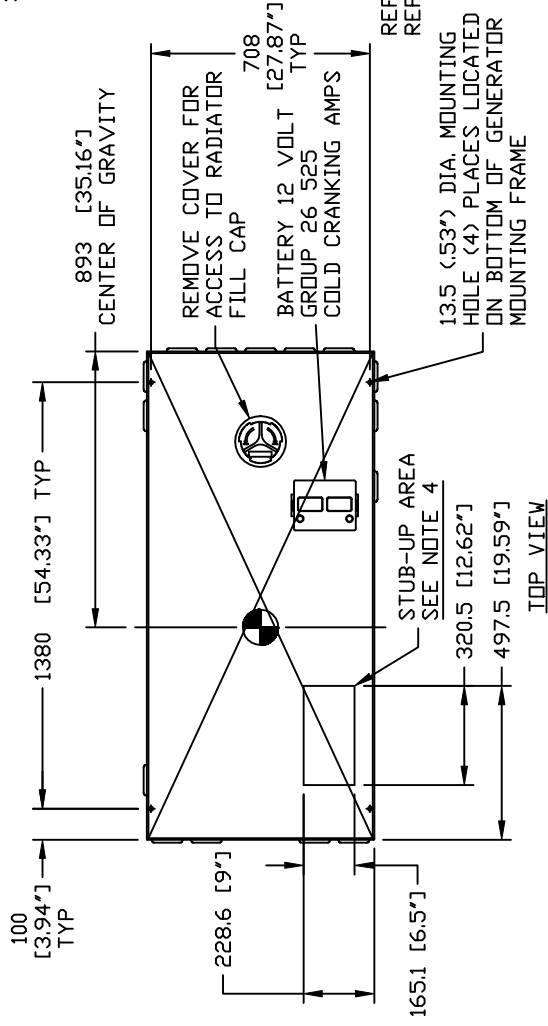 893 [35.16"]
CENTER OF GRAVITY
1380 [54.33"] TYP
100
[3.94"]
TYP
708
[27.87"]
TYP
REMOVE COVER FOR
ACCESS TO RADIATOR
FILL CAP
BATTERY 12 VOLT
GROUP 26 525
COLD CRANKING AMPS
13.5 (.53") DIA. MOUNTING
HOLE (4) PLACES LOCATED
ON BOTTOM OF GENERATOR
MOUNTING FRAME
STUB-UP AREA
SEE NOTE 4
320.5 [12.62"]
497.5 [19.59"]
228.6 [9"]
165.1 [6.5"]
TOP VIEW